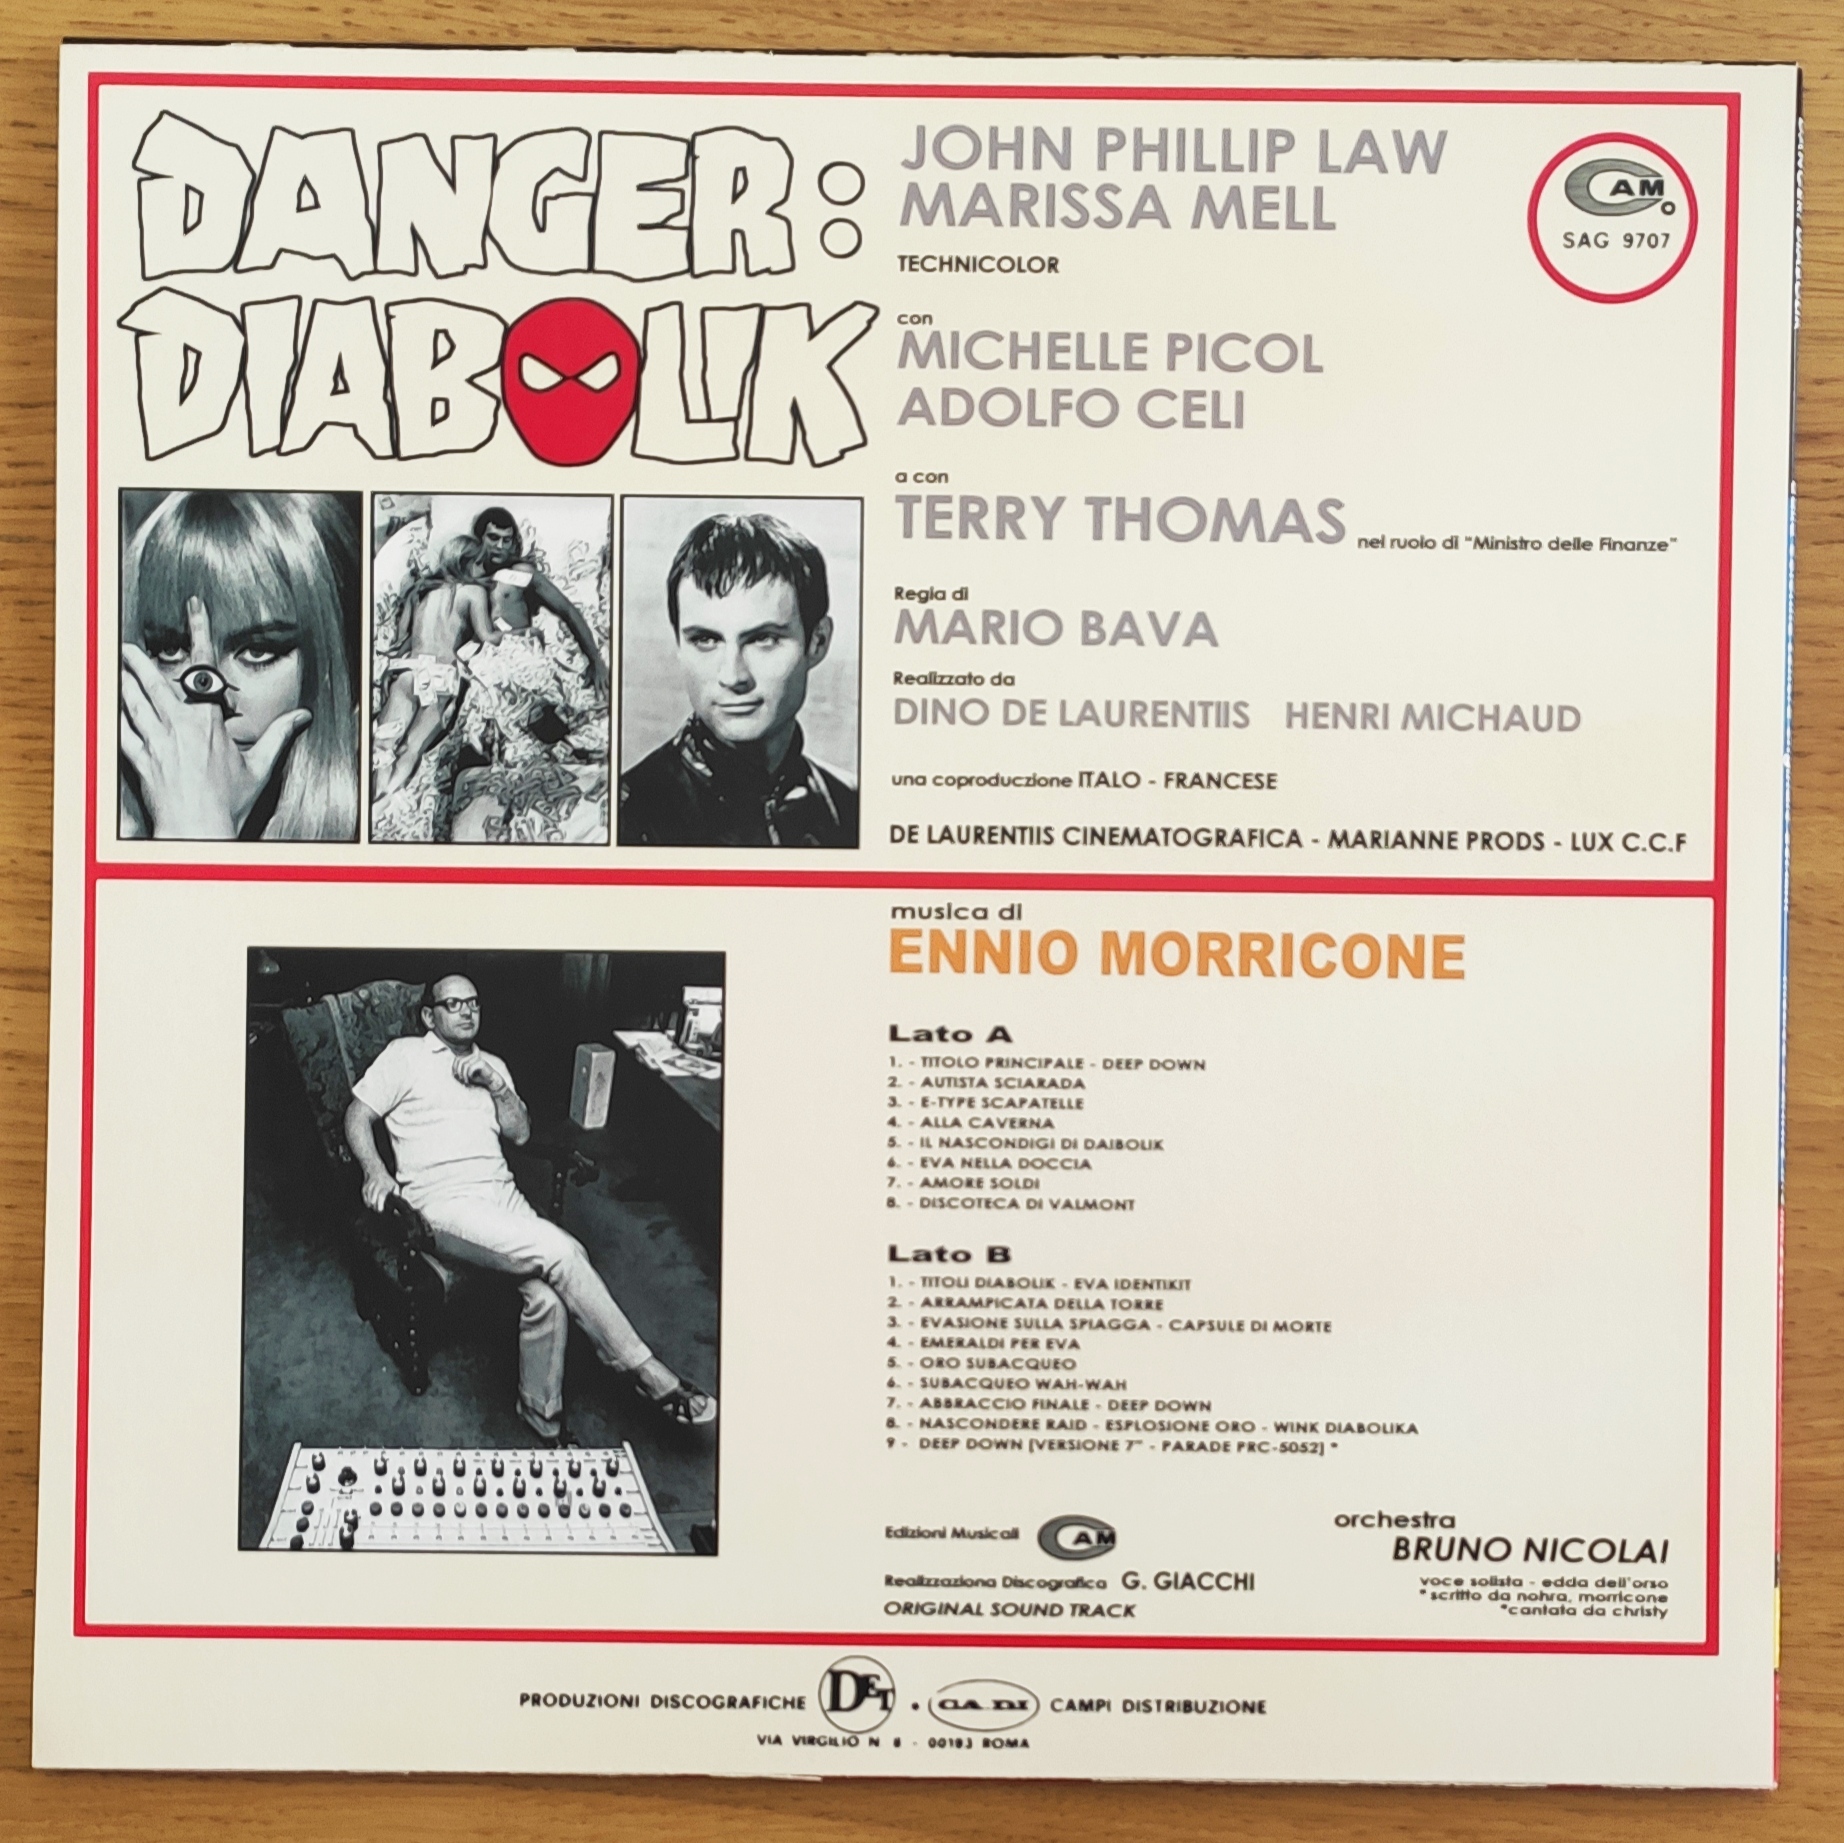 DANGER:
DIABOLIK
JOHN PHILLIP LAW
MARISSA MELL
TECHNICOLOR
con
MICHELLE PICOL
ADOLFO CELI
a con
TERRY THOMAS nel ruolo di "Ministro delle Finanze"
Regia di
MARIO BAVA
Realizzato da
DINO DE LAURENTIIS HENRI MICHAUD
una coproduczione ITALO - FRANCESE
DE LAURENTIIS CINEMATOGRAFICA - MARIANNE PRODS - LUX C.C.F
CAM
SAG 9707
musica di
ENNIO MORRICONE
Lato A
1. - TITOLO PRINCIPALE - DEEP DOWN
2. - AUTISTA SCIARADA
3. - E-TYPE SCAPATELLE
4. - ALLA CAVERNA
5. - IL NASCONDIGI DI DAIBOLIK
6. - EVA NELLA DOCCIA
7. - AMORE SOLDI
8. - DISCOTECA DI VALMONT
Lato B
1. - TITOLI DIABOLIK - EVA IDENTIKIT
2. - ARRAMPICATA DELLA TORRE
3. - EVASIONE SULLA SPIAGGA - CAPSULE DI MORTE
4. - EMERALDI PER EVA
5. - ORO SUBACQUEO
6. - SUBACQUEO WAH-WAH
7. - ABBRACCIO FINALE - DEEP DOWN
8. - NASCONDERE RAID - ESPLOSIONE ORO - WINK DIABOLIKA
9 - DEEP DOWN [VERSIONE 7" - PARADE PRC-5052] *
Edizioni Musicali CAM
Realizzaziona Discografica G. GIACCHI
ORIGINAL SOUND TRACK
orchestra
BRUNO NICOLAI
voce solista - edda dell'orso
*scritto da nohra, morricone
*cantata da christy
PRODUZIONI DISCOGRAFICHE DET . CA.DI CAMPI DISTRIBUZIONE
VIA VIRGILIO N 8 - 00193 ROMA